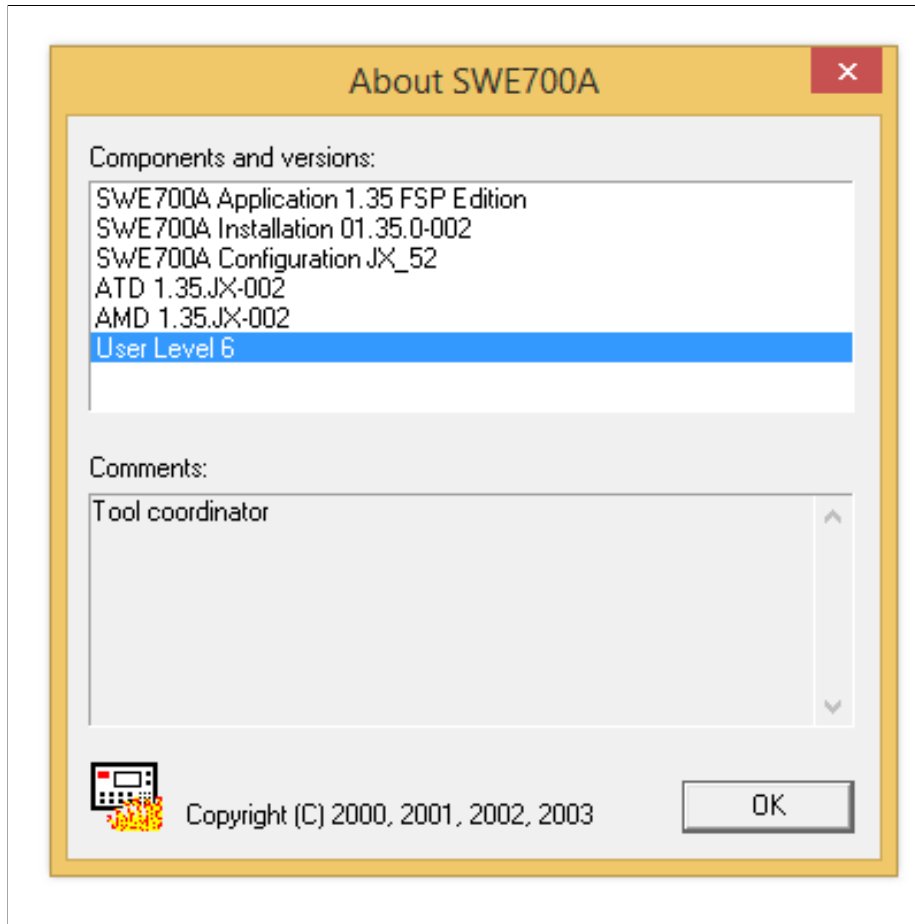 About SWE700A
Components and versions:
SWE700A Application 1.35 FSP Edition
SWE700A Installation 01.35.0-002
SWE700A Configuration JX_52
ATD 1.35.JX-002
AMD 1.35.JX-002
User Level 6
Comments:
Tool coordinator
Copyright (C) 2000, 2001, 2002, 2003
OK